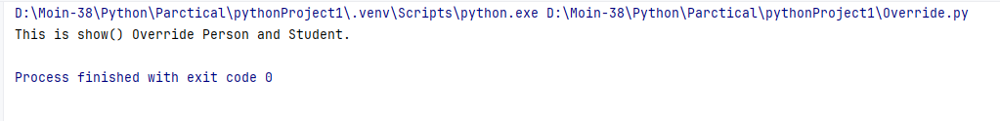 D:\Moin-38\Python\Parctical\pythonProject1\.venv\Scripts\python.exe D:\Moin-38\Python\Parctical\pythonProject1\Override.py
This is show() Override Person and Student.
Process finished with exit code 0